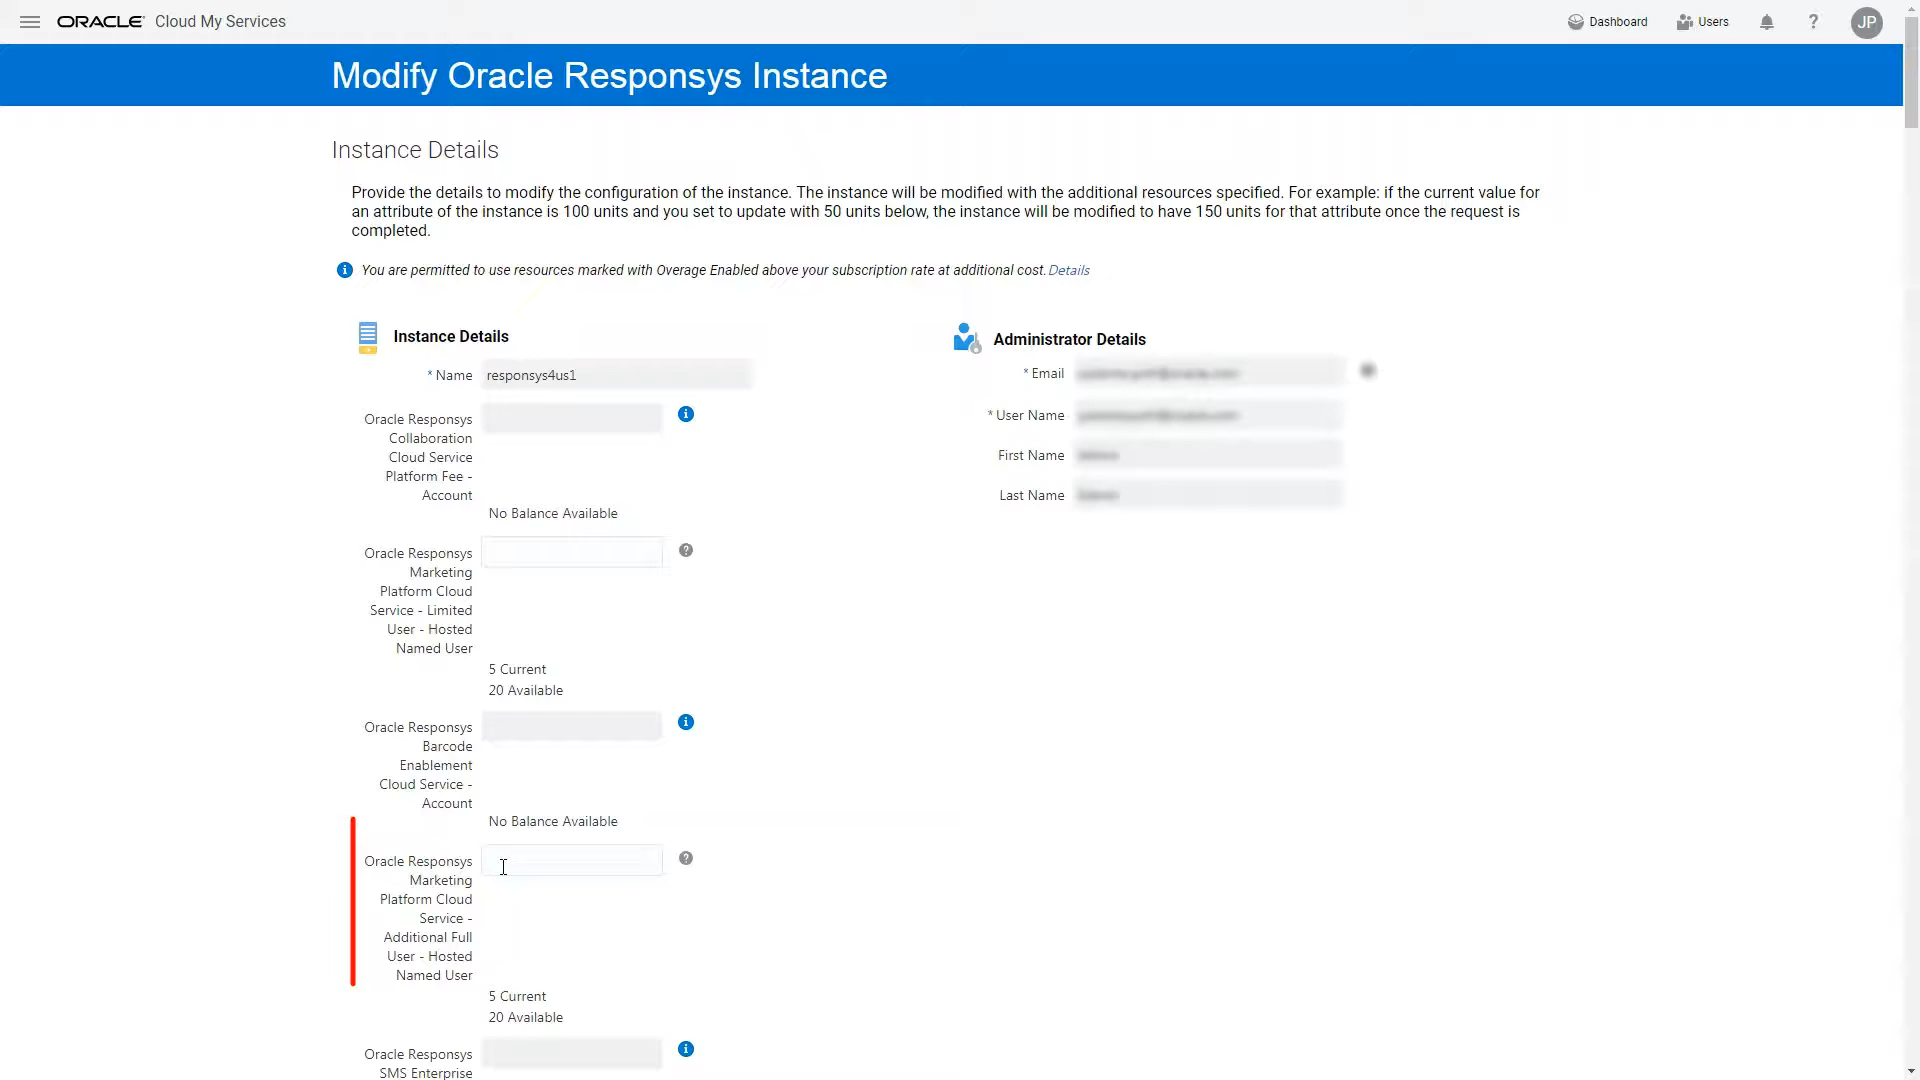 ORACLE Cloud My Services
Dashboard
Users
?
JP
Modify Oracle Responsys Instance
Instance Details
Provide the details to modify the configuration of the instance. The instance will be modified with the additional resources specified. For example: if the current value for
an attribute of the instance is 100 units and you set to update with 50 units below, the instance will be modified to have 150 units for that attribute once the request is
completed.
You are permitted to use resources marked with Overage Enabled above your subscription rate at additional cost. Details
Instance Details
* Name responsys4us1
Oracle Responsys
Collaboration
Cloud Service
Platform Fee -
Account
No Balance Available
Oracle Responsys
Marketing
Platform Cloud
Service - Limited
User - Hosted
Named User
5 Current
20 Available
Oracle Responsys
Barcode
Enablement
Cloud Service -
Account
No Balance Available
Oracle Responsys
Marketing
Platform Cloud
Service -
Additional Full
User - Hosted
Named User
5 Current
20 Available
Oracle Responsys
SMS Enterprise
Administrator Details
* Email
* User Name
First Name
Last Name